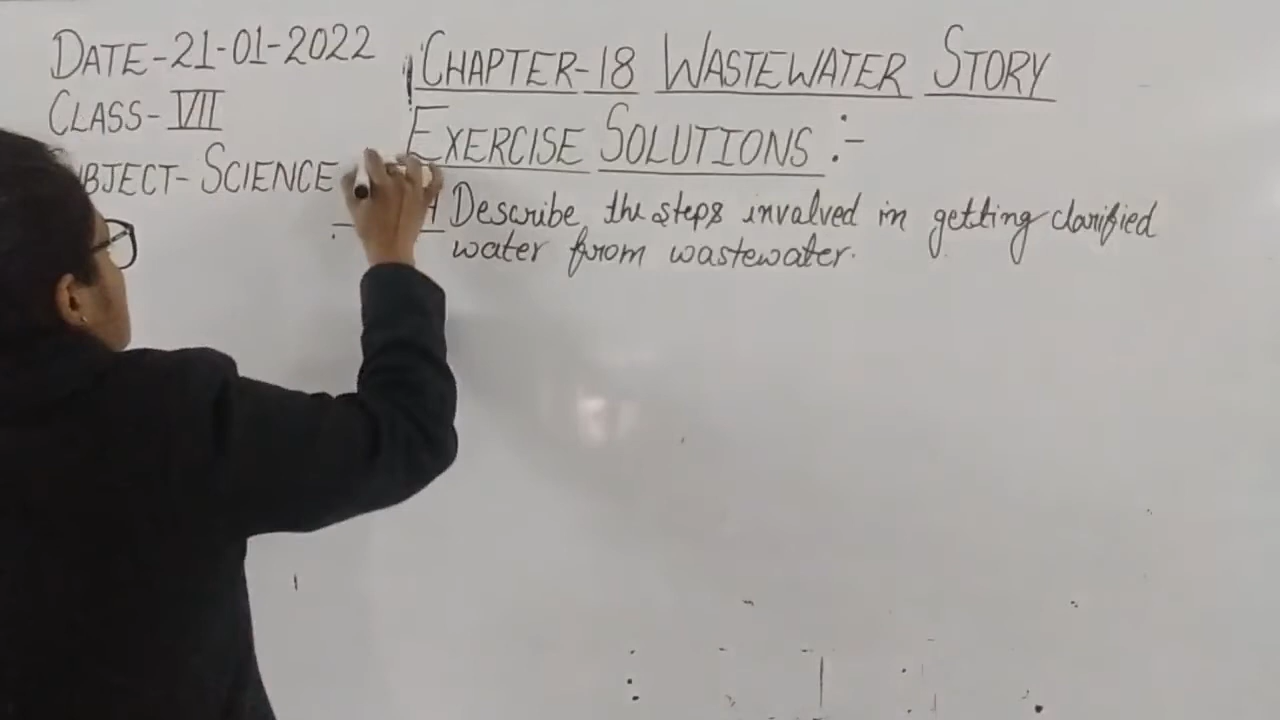 DATE-21-01-2022
CLASS-VII
SUBJECT-SCIENCE
CHAPTER-18 WASTEWATER STORY
EXERCISE SOLUTIONS :-
Describe the steps involved in getting clarified
water from wastewater.